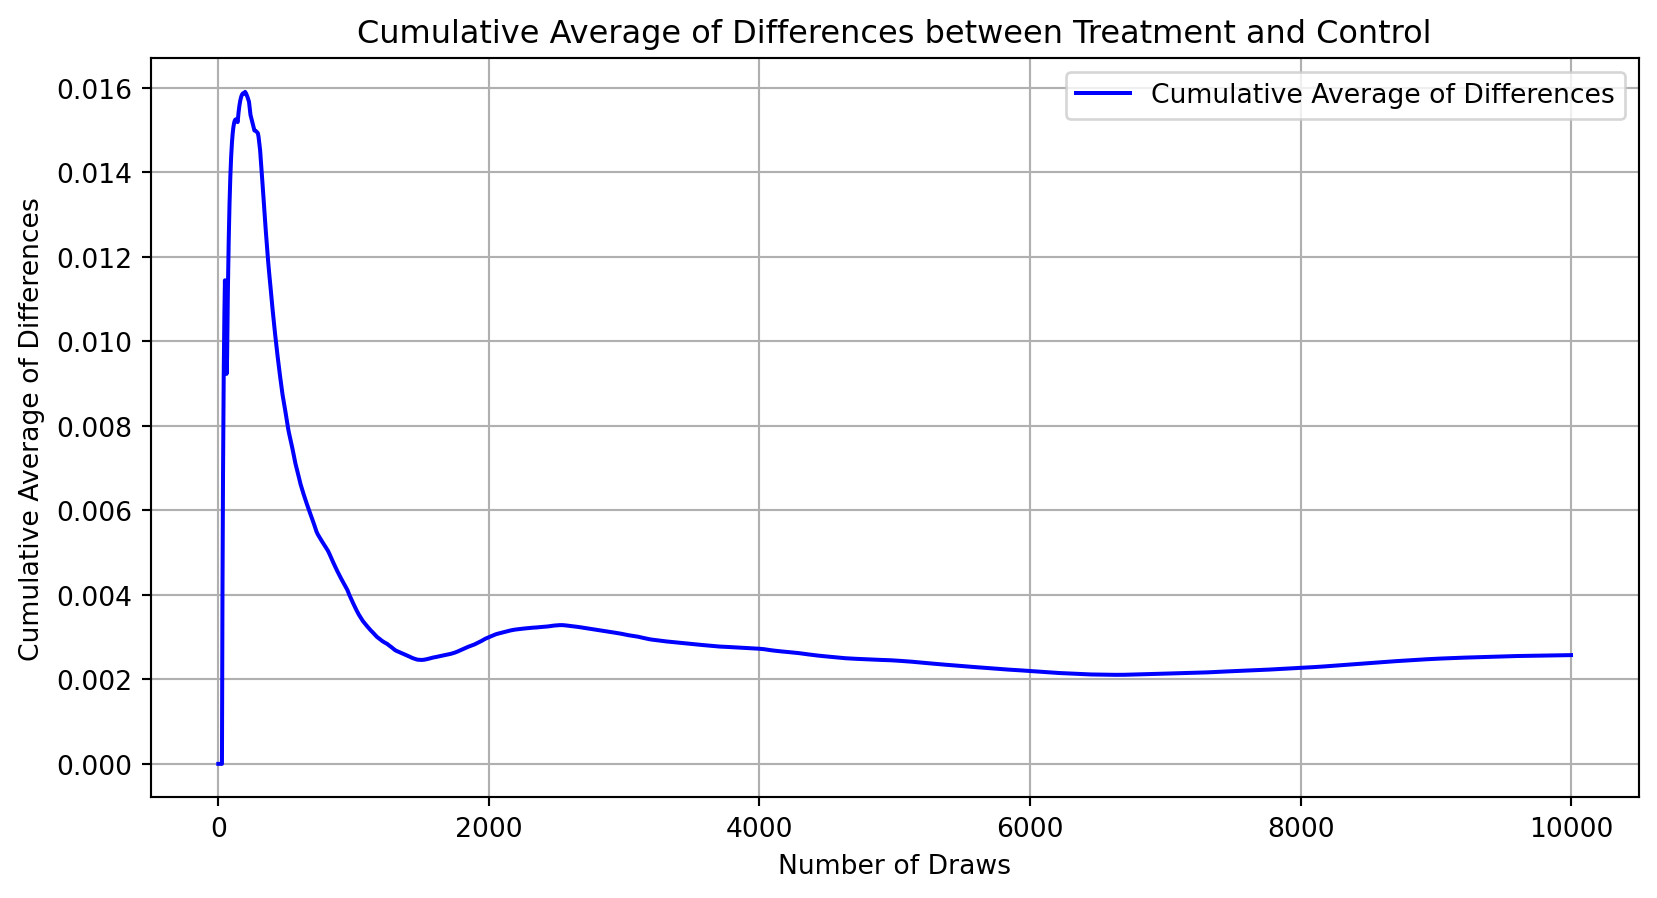 Cumulative Average of Differences between Treatment and Control
Cumulative Average of Differences
Cumulative Average of Differences
0.016
0.014
0.012
0.010
0.008
0.006
0.004
0.002
0.000
0 2000 4000 6000 8000 10000
Number of Draws